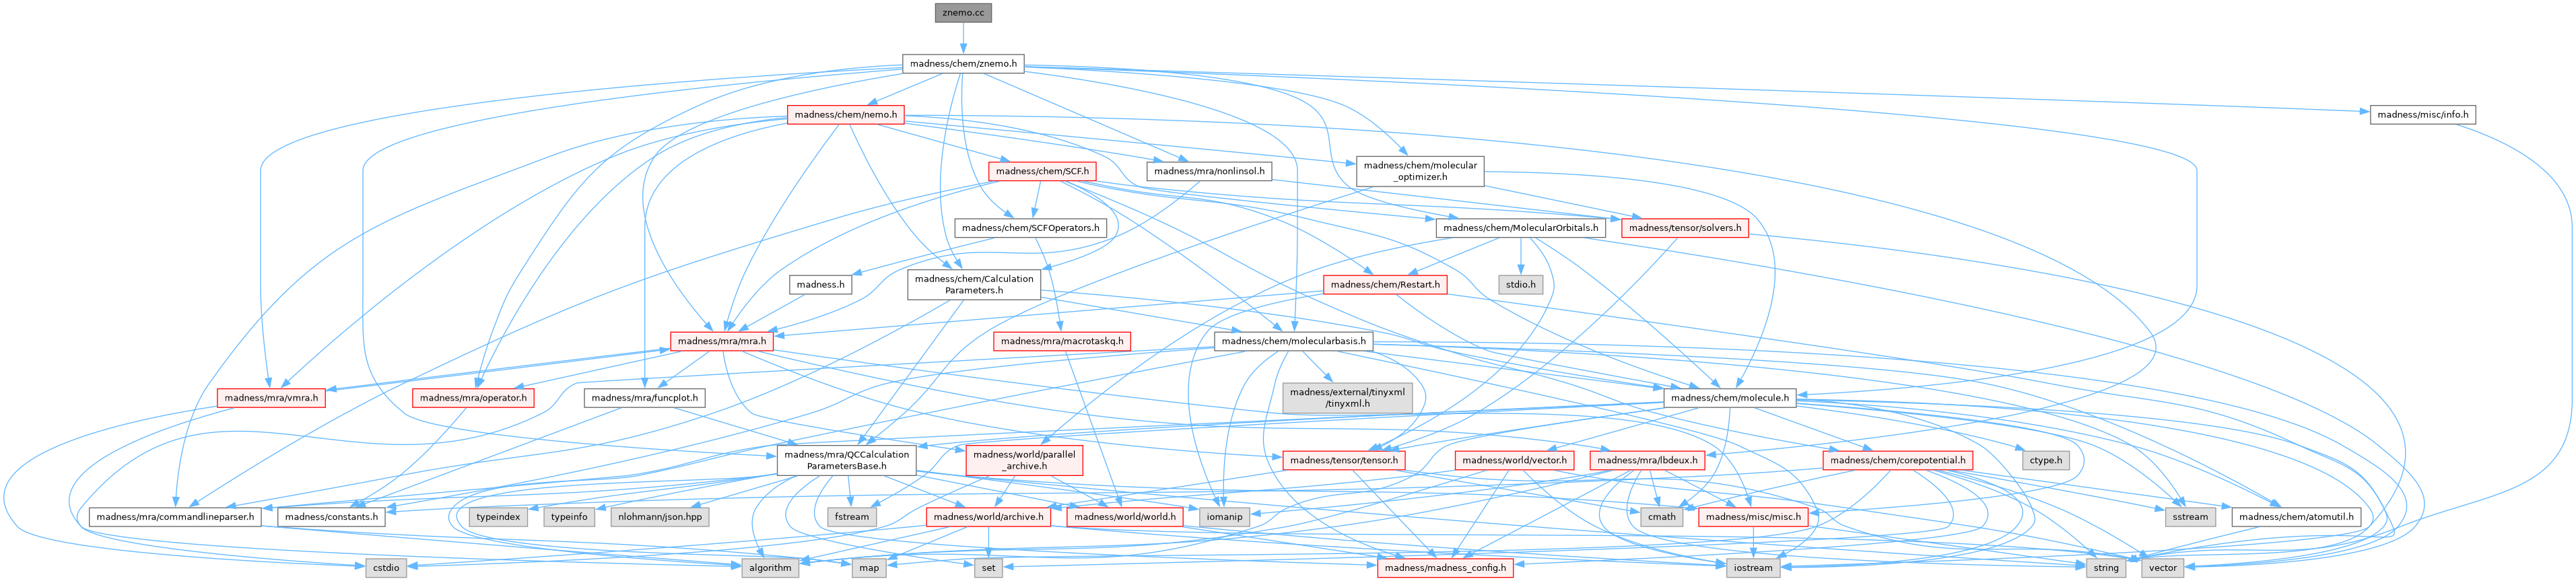 znemo.cc
madness/chem/znemo.h
madness/chem/nemo.h
madness/misc/info.h
madness/chem/SCF.h
madness/mra/nonlinsol.h
madness/chem/molecular
_optimizer.h
madness/chem/SCFOperators.h
madness/chem/MolecularOrbitals.h
madness/tensor/solvers.h
madness.h
madness/chem/Calculation
Parameters.h
madness/chem/Restart.h
stdio.h
madness/mra/mra.h
madness/mra/macrotaskq.h
madness/chem/molecularbasis.h
madness/mra/vmra.h
madness/mra/operator.h
madness/mra/funcplot.h
madness/external/tinyxml
/tinyxml.h
madness/chem/molecule.h
madness/mra/QCCalculation
ParametersBase.h
madness/world/parallel
_archive.h
madness/tensor/tensor.h
madness/world/vector.h
madness/mra/lbdeux.h
madness/chem/corepotential.h
ctype.h
madness/mra/commandlineparser.h
madness/constants.h
typeindex
typeinfo
nlohmann/json.hpp
fstream
madness/world/archive.h
madness/world/world.h
iomanip
cmath
madness/misc/misc.h
sstream
madness/chem/atomutil.h
cstdio
algorithm
map
set
madness/madness_config.h
iostream
string
vector